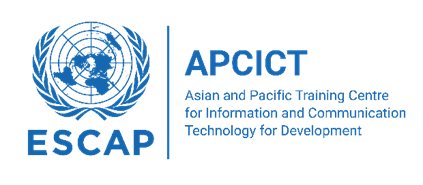 ESCAP
APCICT
Asian and Pacific Training Centre
for Information and Communication
Technology for Development